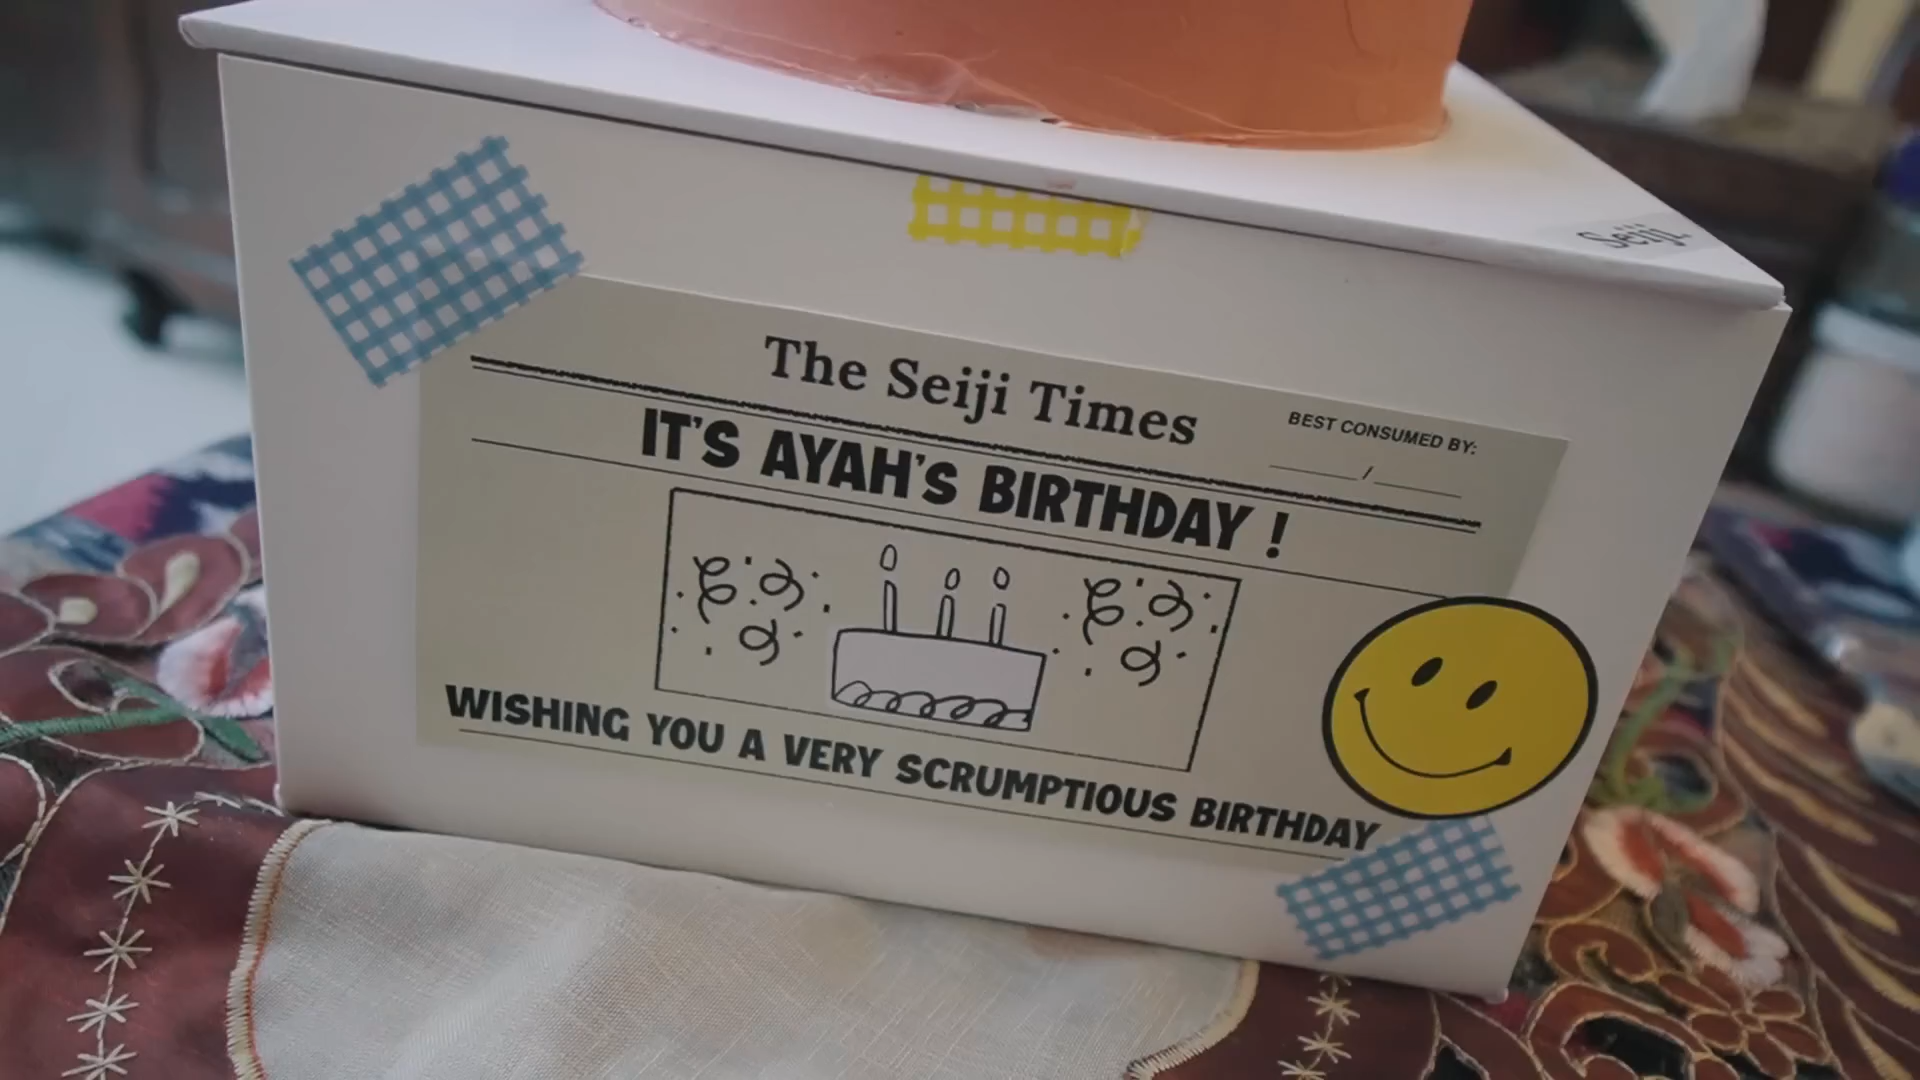 Seiji
The Seiji Times
BEST CONSUMED BY:
/
IT'S AYAH'S BIRTHDAY !
WISHING YOU A VERY SCRUMPTIOUS BIRTHDAY